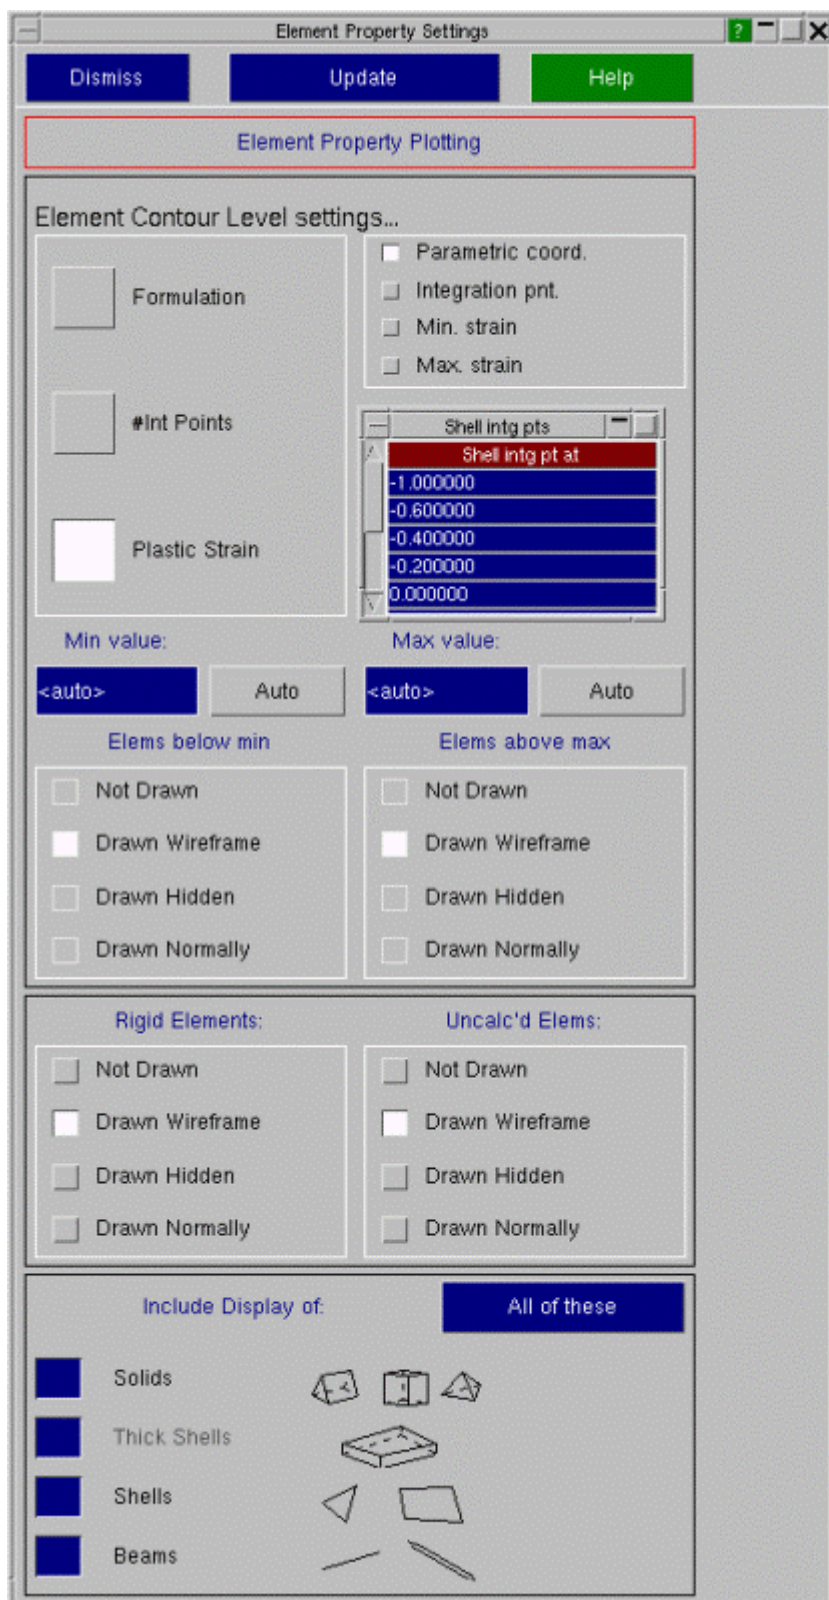 Element Property Settings ?
Dismiss Update Help
Element Property Plotting
Element Contour Level settings...
Formulation
#Int Points
Plastic Strain
Parametric coord.
Integration pnt.
Min. strain
Max. strain
Shell intg pts
Shell intg pt at
-1.000000
-0.600000
-0.400000
-0.200000
0.000000
Min value: Max value:
<auto> Auto <auto> Auto
Elems below min Elems above max
Not Drawn Not Drawn
Drawn Wireframe Drawn Wireframe
Drawn Hidden Drawn Hidden
Drawn Normally Drawn Normally
Rigid Elements: Uncalc'd Elems:
Not Drawn Not Drawn
Drawn Wireframe Drawn Wireframe
Drawn Hidden Drawn Hidden
Drawn Normally Drawn Normally
Include Display of: All of these
Solids
Thick Shells
Shells
Beams